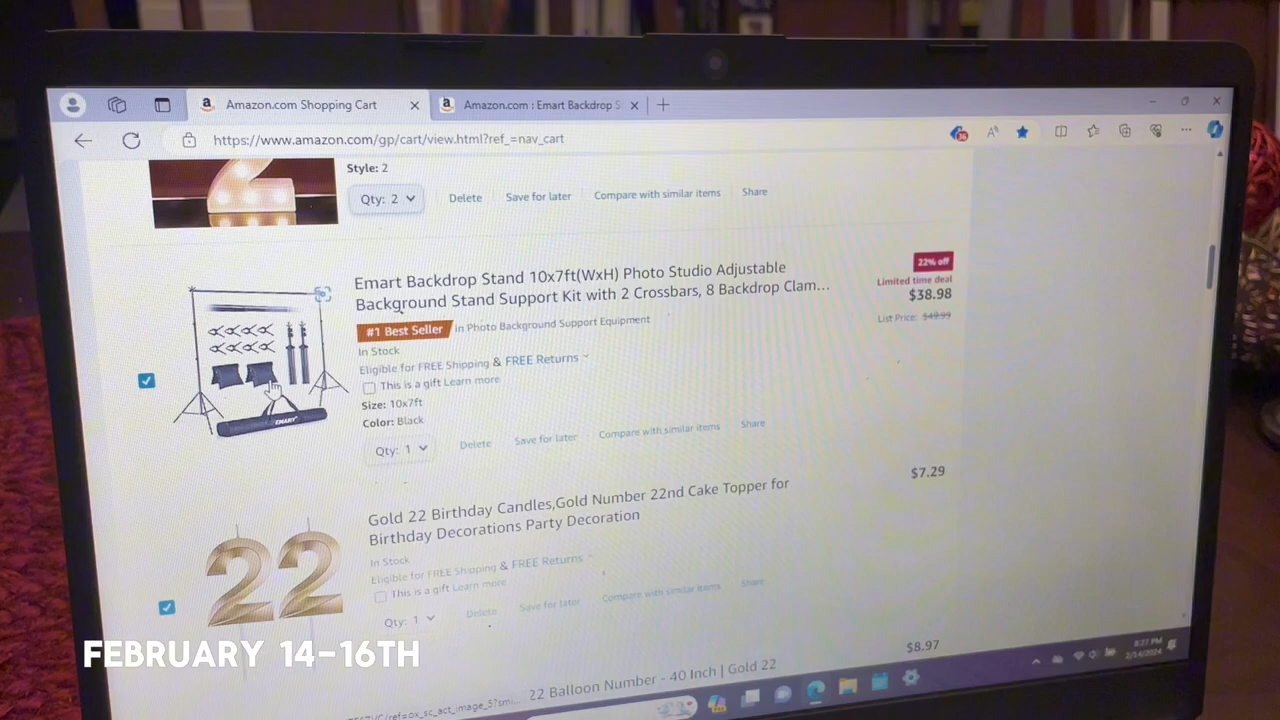 Amazon.com Shopping Cart
Amazon.com : Emart Backdrop S
https://www.amazon.com/gp/cart/view.html?ref_=nav_cart
Style: 2
Qty: 2
Delete
Save for later
Compare with similar items
Share
Emart Backdrop Stand 10x7ft(WxH) Photo Studio Adjustable
Background Stand Support Kit with 2 Crossbars, 8 Backdrop Clam...
22% off
Limited time deal
$38.98
List Price: $49.99
#1 Best Seller in Photo Background Support Equipment
In Stock
Eligible for FREE Shipping & FREE Returns
This is a gift Learn more
Size: 10x7ft
Color: Black
EMART
Qty: 1
Delete
Save for later
Compare with similar items
Share
Gold 22 Birthday Candles,Gold Number 22nd Cake Topper for
Birthday Decorations Party Decoration
$7.29
In Stock
Eligible for FREE Shipping & FREE Returns
This is a gift Learn more
22
Qty: 1
Delete
Save for later
Compare with similar items
Share
FEBRUARY 14-16TH
22 Balloon Number - 40 Inch | Gold 22
$8.97
8:27 PM
2/14/2024